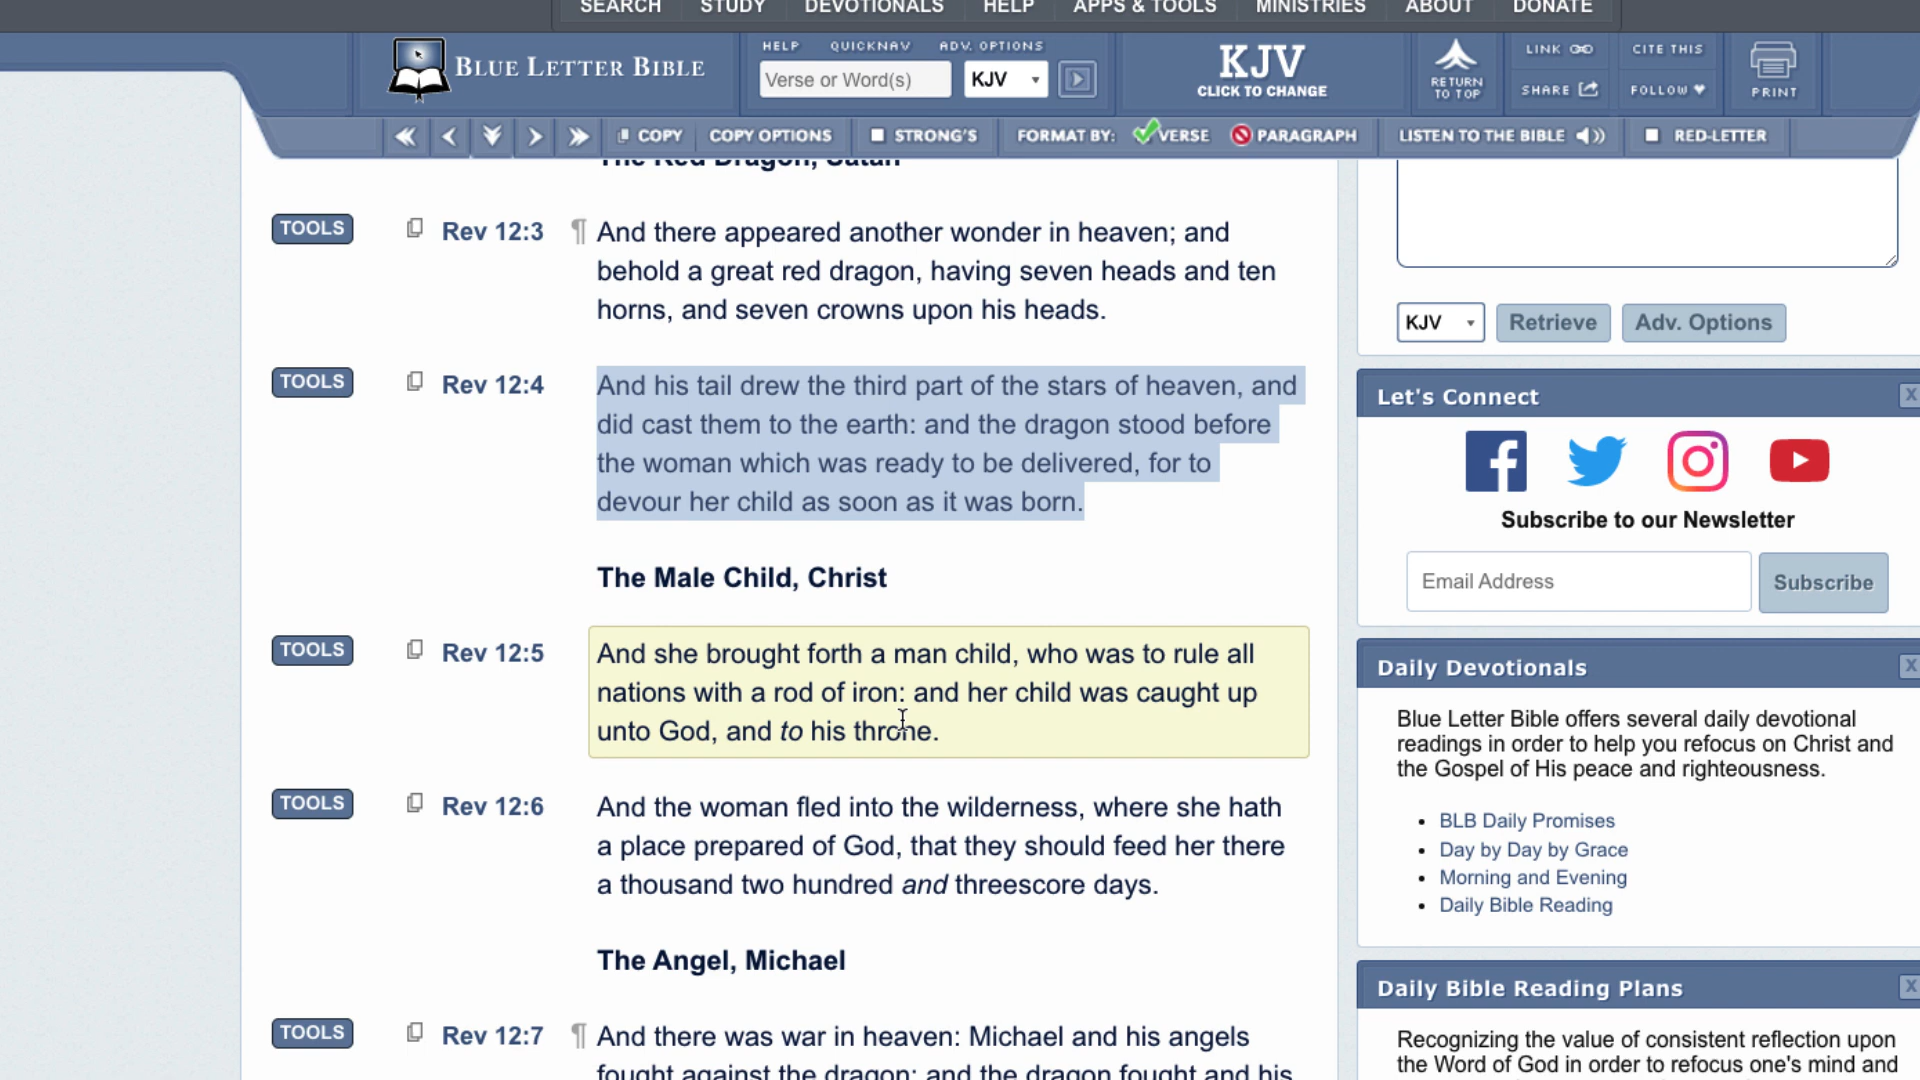 SEARCH STUDY DEVOTIONALS HELP APPS & TOOLS MINISTRIES ABOUT DONATE
BLUE LETTER BIBLE
HELP QUICKNAV ADV. OPTIONS
Verse or Word(s) KJV
KJV
CLICK TO CHANGE
RETURN
TO TOP
LINK
SHARE
CITE THIS
FOLLOW
PRINT
COPY COPY OPTIONS STRONG'S FORMAT BY: VERSE PARAGRAPH LISTEN TO THE BIBLE RED-LETTER
The Red Dragon, Satan
TOOLS Rev 12:3 ¶ And there appeared another wonder in heaven; and
behold a great red dragon, having seven heads and ten
horns, and seven crowns upon his heads.
TOOLS Rev 12:4 And his tail drew the third part of the stars of heaven, and
did cast them to the earth: and the dragon stood before
the woman which was ready to be delivered, for to
devour her child as soon as it was born.
The Male Child, Christ
TOOLS Rev 12:5 And she brought forth a man child, who was to rule all
nations with a rod of iron: and her child was caught up
unto God, and to his throne.
TOOLS Rev 12:6 And the woman fled into the wilderness, where she hath
a place prepared of God, that they should feed her there
a thousand two hundred and threescore days.
The Angel, Michael
TOOLS Rev 12:7 ¶ And there was war in heaven: Michael and his angels
fought against the dragon; and the dragon fought and his
KJV Retrieve Adv. Options
Let's Connect X
Subscribe to our Newsletter
Email Address Subscribe
Daily Devotionals X
Blue Letter Bible offers several daily devotional
readings in order to help you refocus on Christ and
the Gospel of His peace and righteousness.
• BLB Daily Promises
• Day by Day by Grace
• Morning and Evening
• Daily Bible Reading
Daily Bible Reading Plans X
Recognizing the value of consistent reflection upon
the Word of God in order to refocus one's mind and